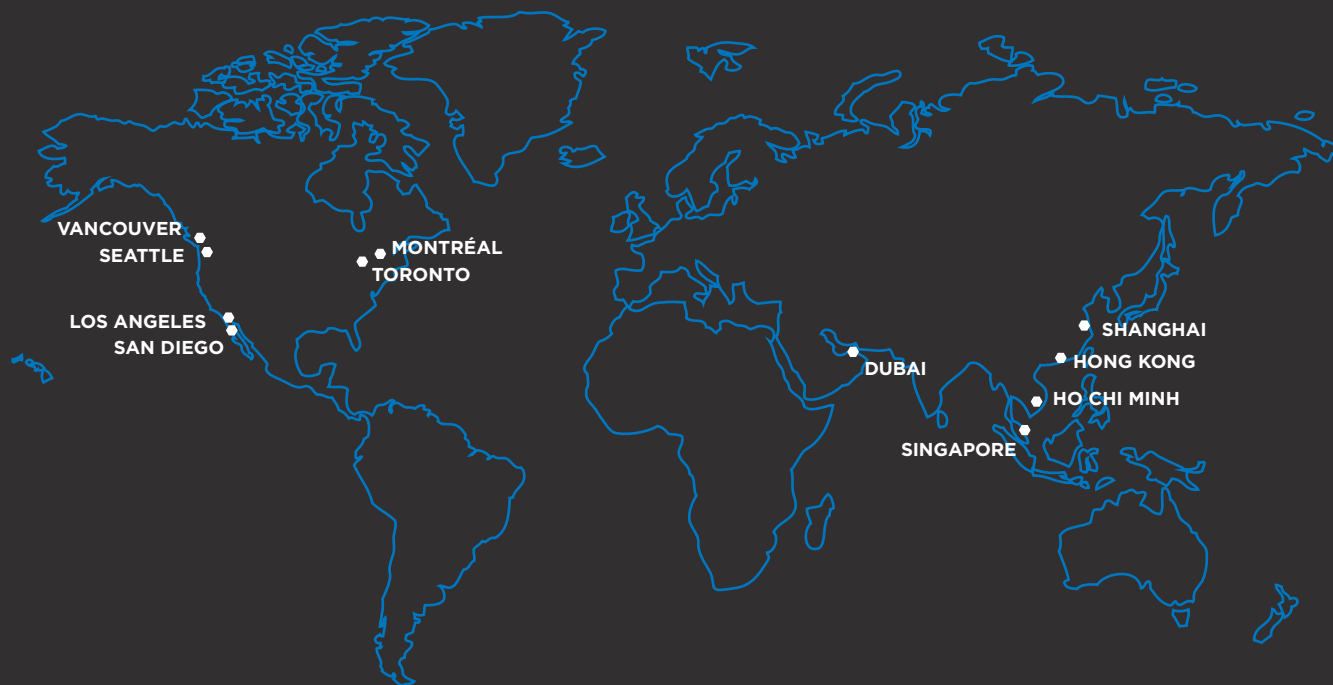 VANCOUVER
SEATTLE
MONTRÉAL
TORONTO
LOS ANGELES
SAN DIEGO
SHANGHAI
HONG KONG
DUBAI
HO CHI MINH
SINGAPORE